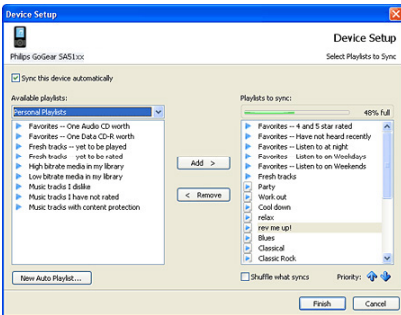 Device Setup
Device Setup
Philips GoGear SA51xx
Select Playlists to Sync
Sync this device automatically
Available playlists:
Personal Playlists
Favorites -- One Audio CD worth
Favorites -- One Data CD-R worth
Fresh tracks -- yet to be played
Fresh tracks -- yet to be rated
High bitrate media in my library
Low bitrate media in my library
Music tracks I dislike
Music tracks I have not rated
Music tracks with content protection
New Auto Playlist...
Add >
< Remove
Playlists to sync:
48% full
Favorites -- 4 and 5 star rated
Favorites -- Have not heard recently
Favorites -- Listen to at night
Favorites -- Listen to on Weekdays
Favorites -- Listen to on Weekends
Fresh tracks
Party
Work out
Cool down
relax
rev me up!
Blues
Classical
Classic Rock
Shuffle what syncs
Priority:
Finish
Cancel